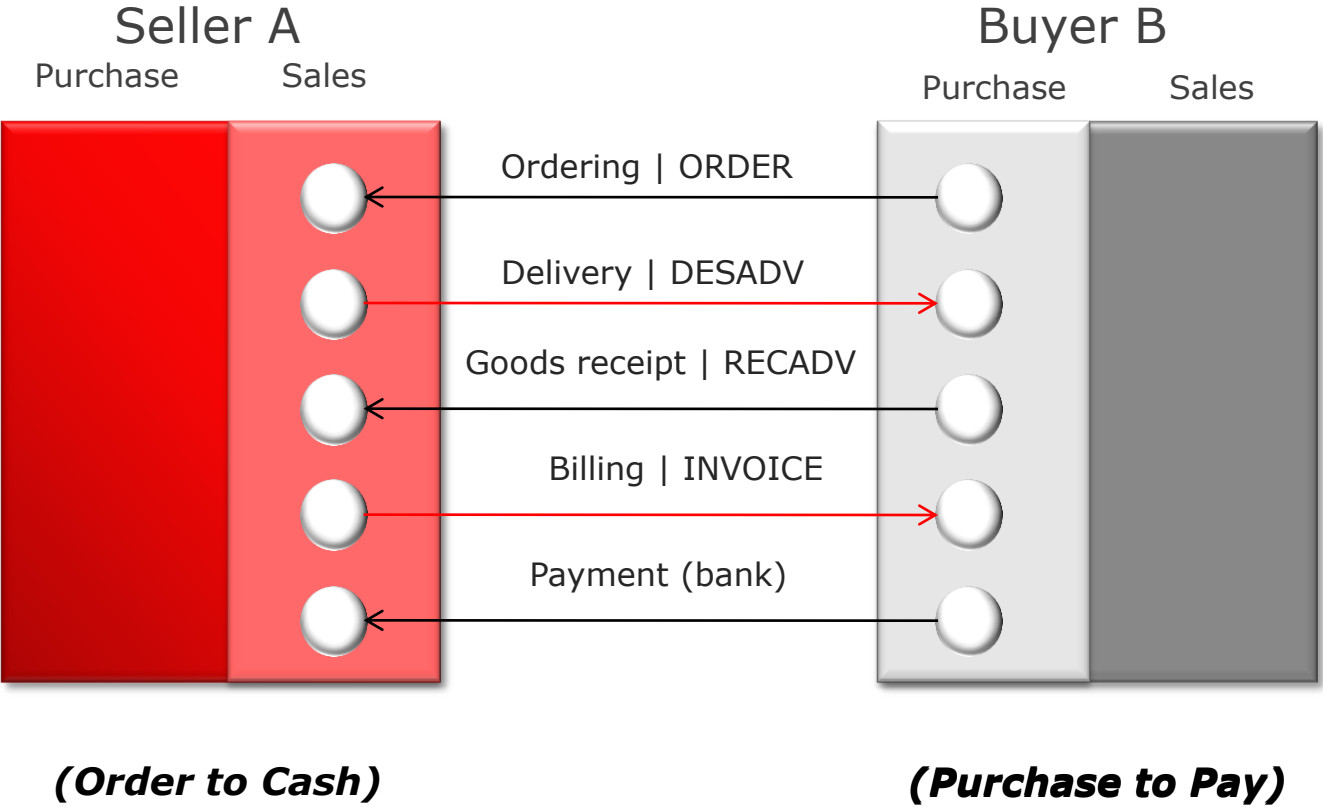 Seller A
Buyer B
Purchase
Sales
Purchase
Sales
Ordering | ORDER
Delivery | DESADV
Goods receipt | RECADV
Billing | INVOICE
Payment (bank)
(Order to Cash)
(Purchase to Pay)